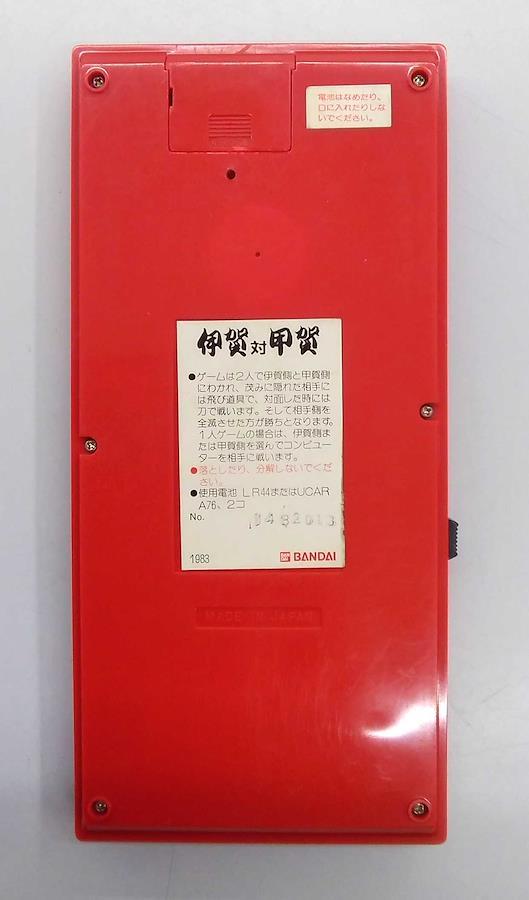 電池はなめたり、
口に入れたりしな
いでください。
伊賀対甲賀
●ゲームは2人で伊賀側と甲賀側
にわかれ、茂みに隠れた相手に
は飛び道具で、対面した時には
刀で戦います。そして相手側を
全滅させた方が勝ちとなります。
1人ゲームの場合は、伊賀側ま
たは甲賀側を選んでコンピュー
ターを相手に戦います。
●落としたり、分解しないでくだ
さい。
●使用電池 LR44またはUCAR
A76、2コ
No.
1983 BANDAI
MADE IN JAPAN